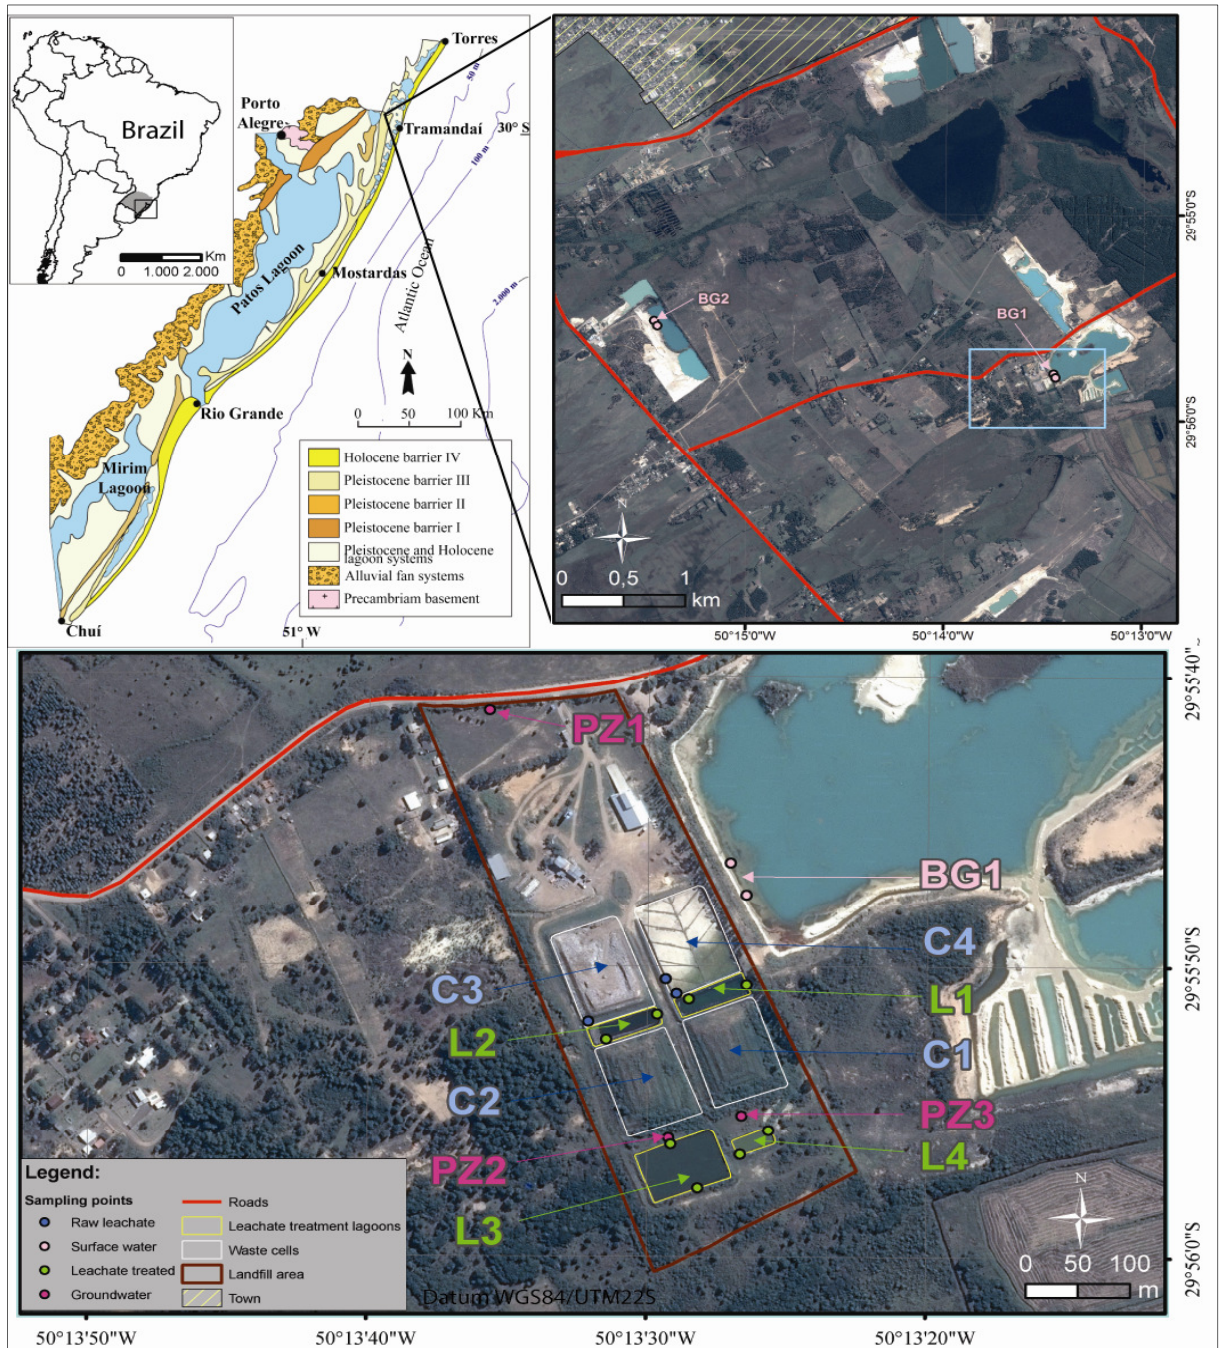 Brazil
0 1.000 2.000 Km
Torres
Porto
Alegre
Tramandaí
30° S
50 m
100 m
2,000 m
Patos Lagoon
Mostardas
Atlantic Ocean
N
0 50 100 Km
Rio Grande
Mirim
Lagoon
Chuí
51° W
Holocene barrier IV
Pleistocene barrier III
Pleistocene barrier II
Pleistocene barrier I
Pleistocene and Holocene
lagoon systems
Alluvial fan systems
Precambriam basement
BG2
BG1
N
0 0,5 1
km
29°55'0"S
29°56'0"S
50°15'0"W
50°14'0"W
50°13'0"W
PZ1
BG1
C4
C3
L1
L2
C1
C2
PZ3
PZ2
L4
L3
Legend:
Sampling points
Raw leachate
Surface water
Leachate treated
Groundwater
Roads
Leachate treatment lagoons
Waste cells
Landfill area
Town
Datum WGS84/UTM22S
N
0 50 100
m
29°55'40"~
29°55'50"S
29°56'0"S
50°13'50"W
50°13'40"W
50°13'30"W
50°13'20"W